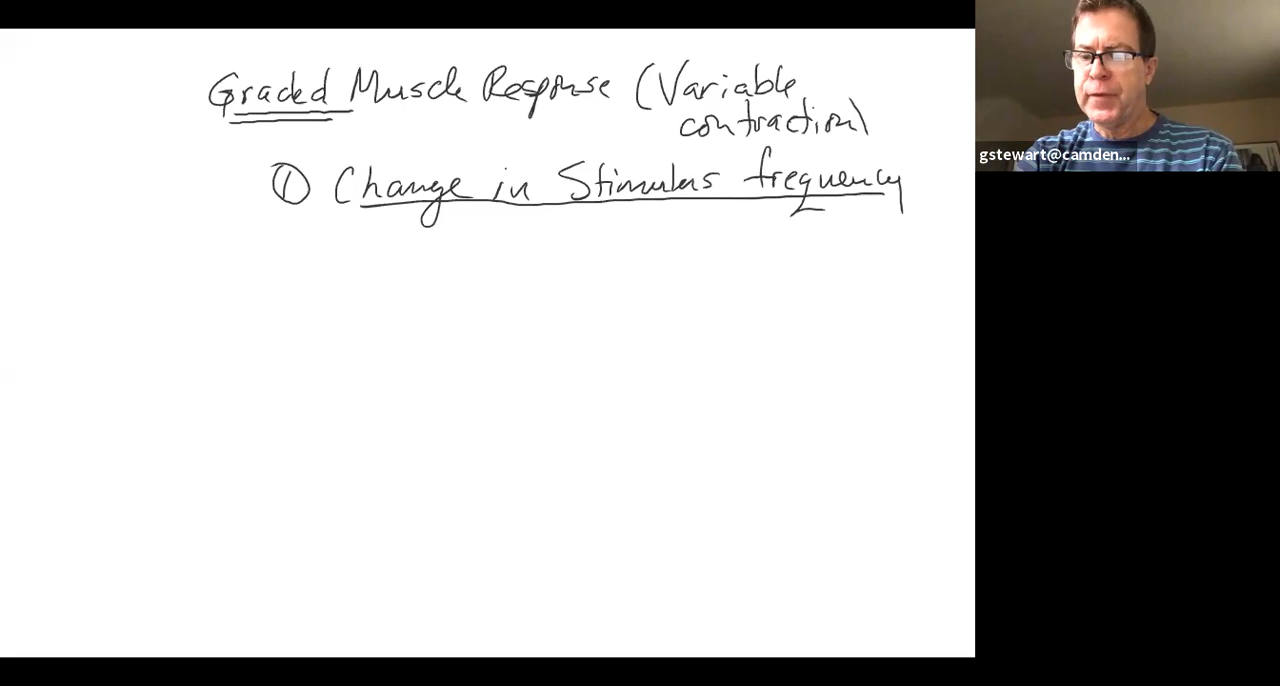 Graded Muscle Response (Variable
contraction)
① Change in Stimulus frequency
gstewart@camden...